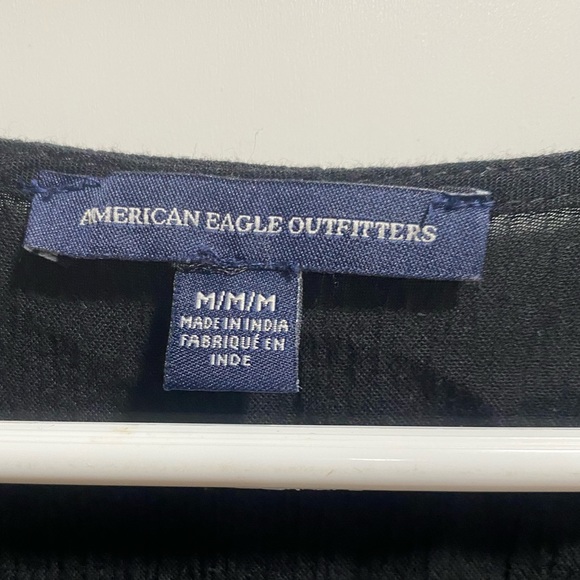 AMERICAN EAGLE OUTFITTERS
M/M/M
MADE IN INDIA
FABRIQUÉ EN
INDE